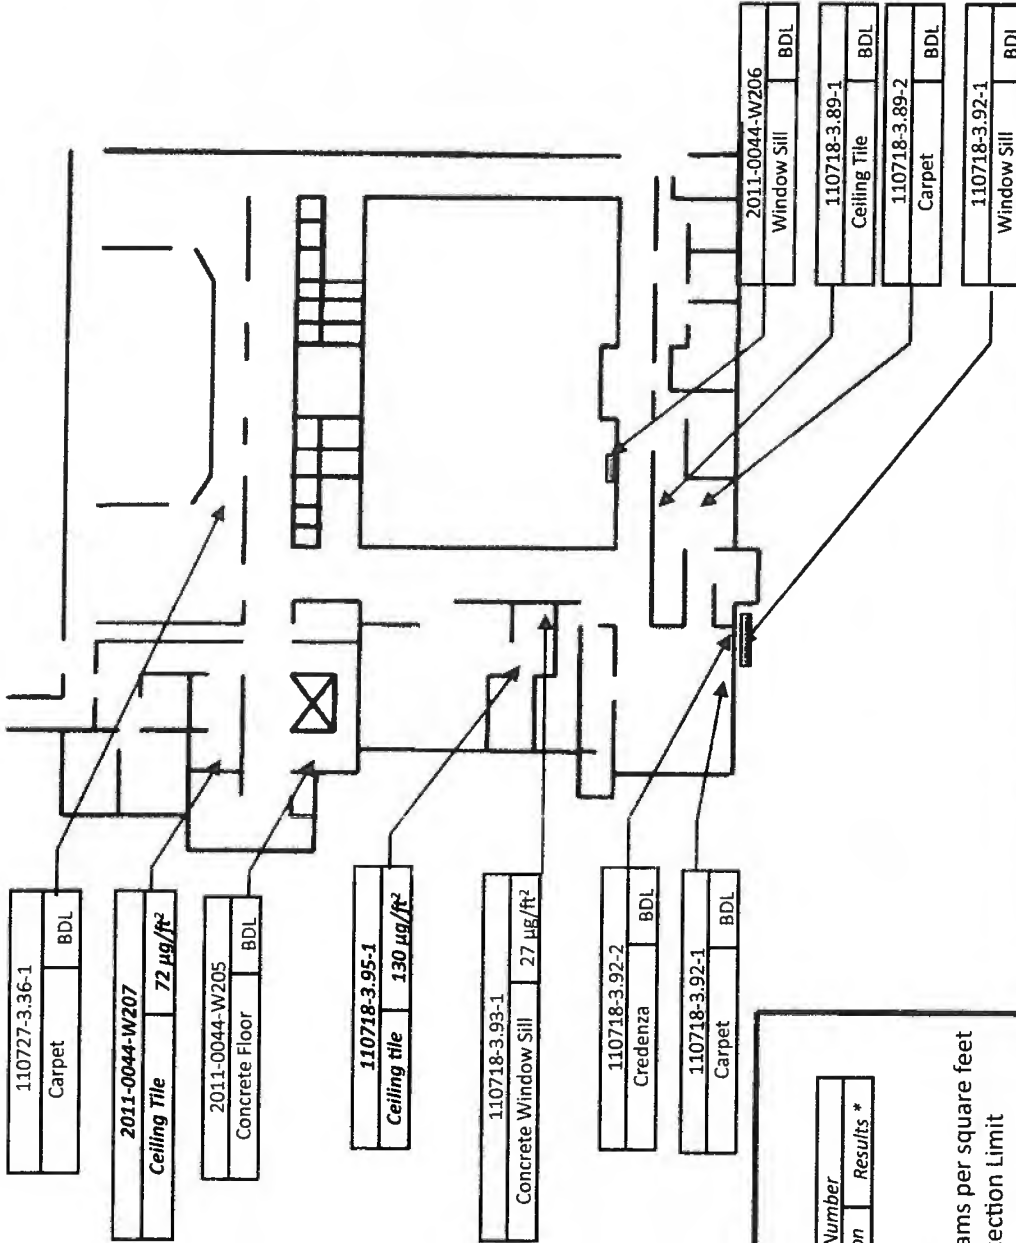 110727-3.36-1
Carpet BDL
2011-0044-W207
Ceiling Tile 72 µg/ft²
2011-0044-W205
Concrete Floor BDL
110718-3.95-1
Ceiling tile 130 µg/ft²
110718-3.93-1
Concrete Window Sill 27 µg/ft²
110718-3.92-2
Credenza BDL
110718-3.92-1
Carpet BDL
2011-0044-W206
Window Sill BDL
110718-3.89-1
Ceiling Tile BDL
110718-3.89-2
Carpet BDL
110718-3.92-1
Window Sill BDL
Number
on Results *
ams per square feet
ection Limit